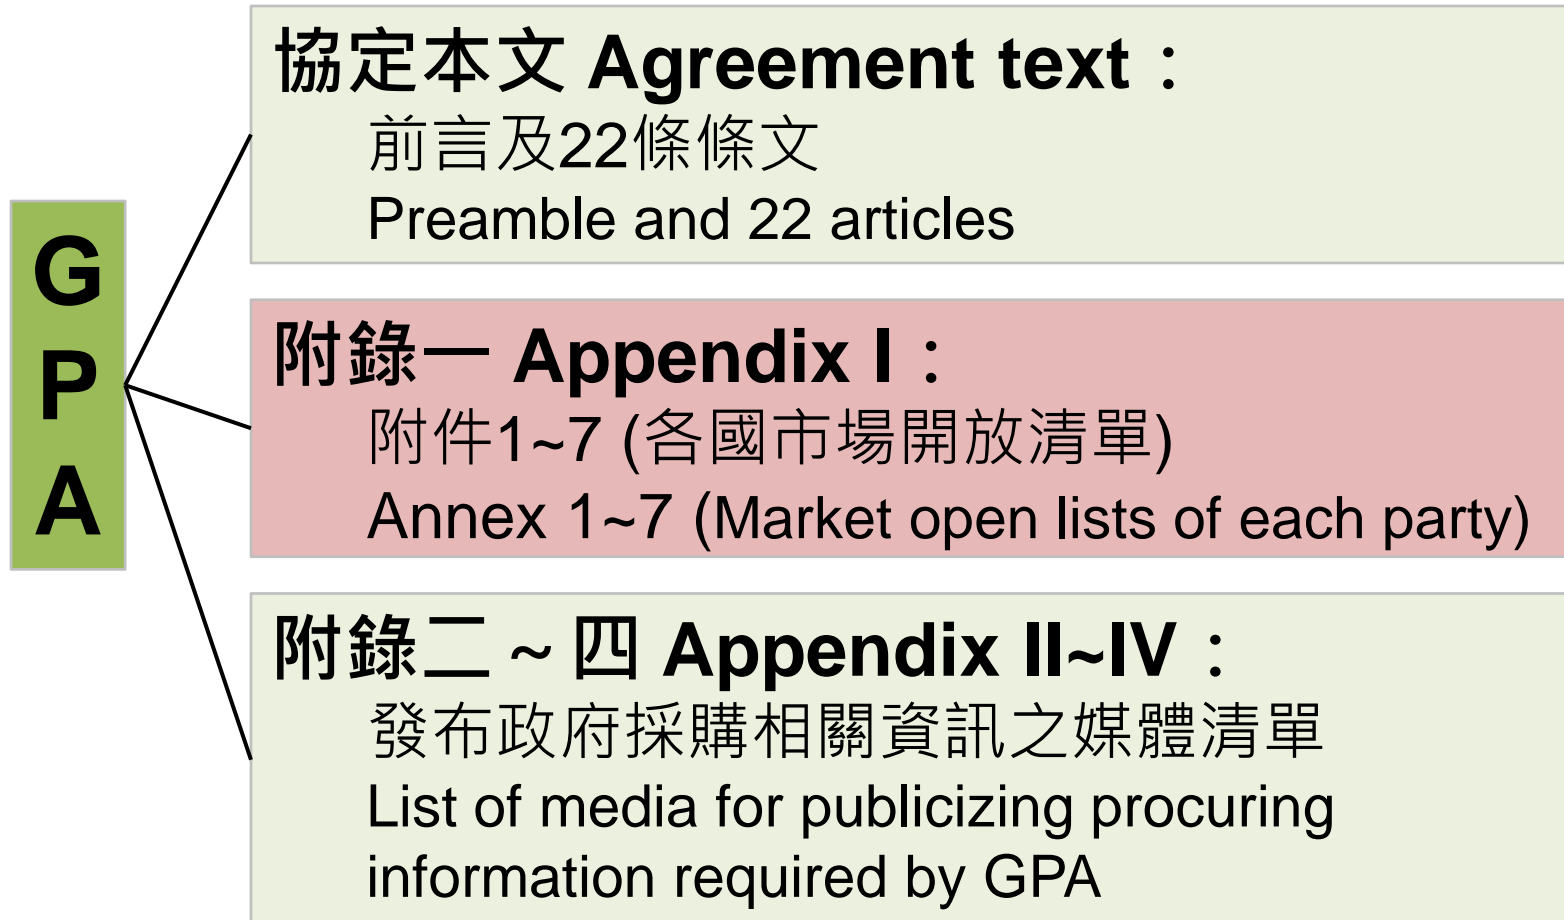 GPA
協定本文 Agreement text：
前言及22條條文
Preamble and 22 articles
附錄一 Appendix I：
附件1~7 (各國市場開放清單)
Annex 1~7 (Market open lists of each party)
附錄二~四 Appendix II~IV：
發布政府採購相關資訊之媒體清單
List of media for publicizing procuring
information required by GPA